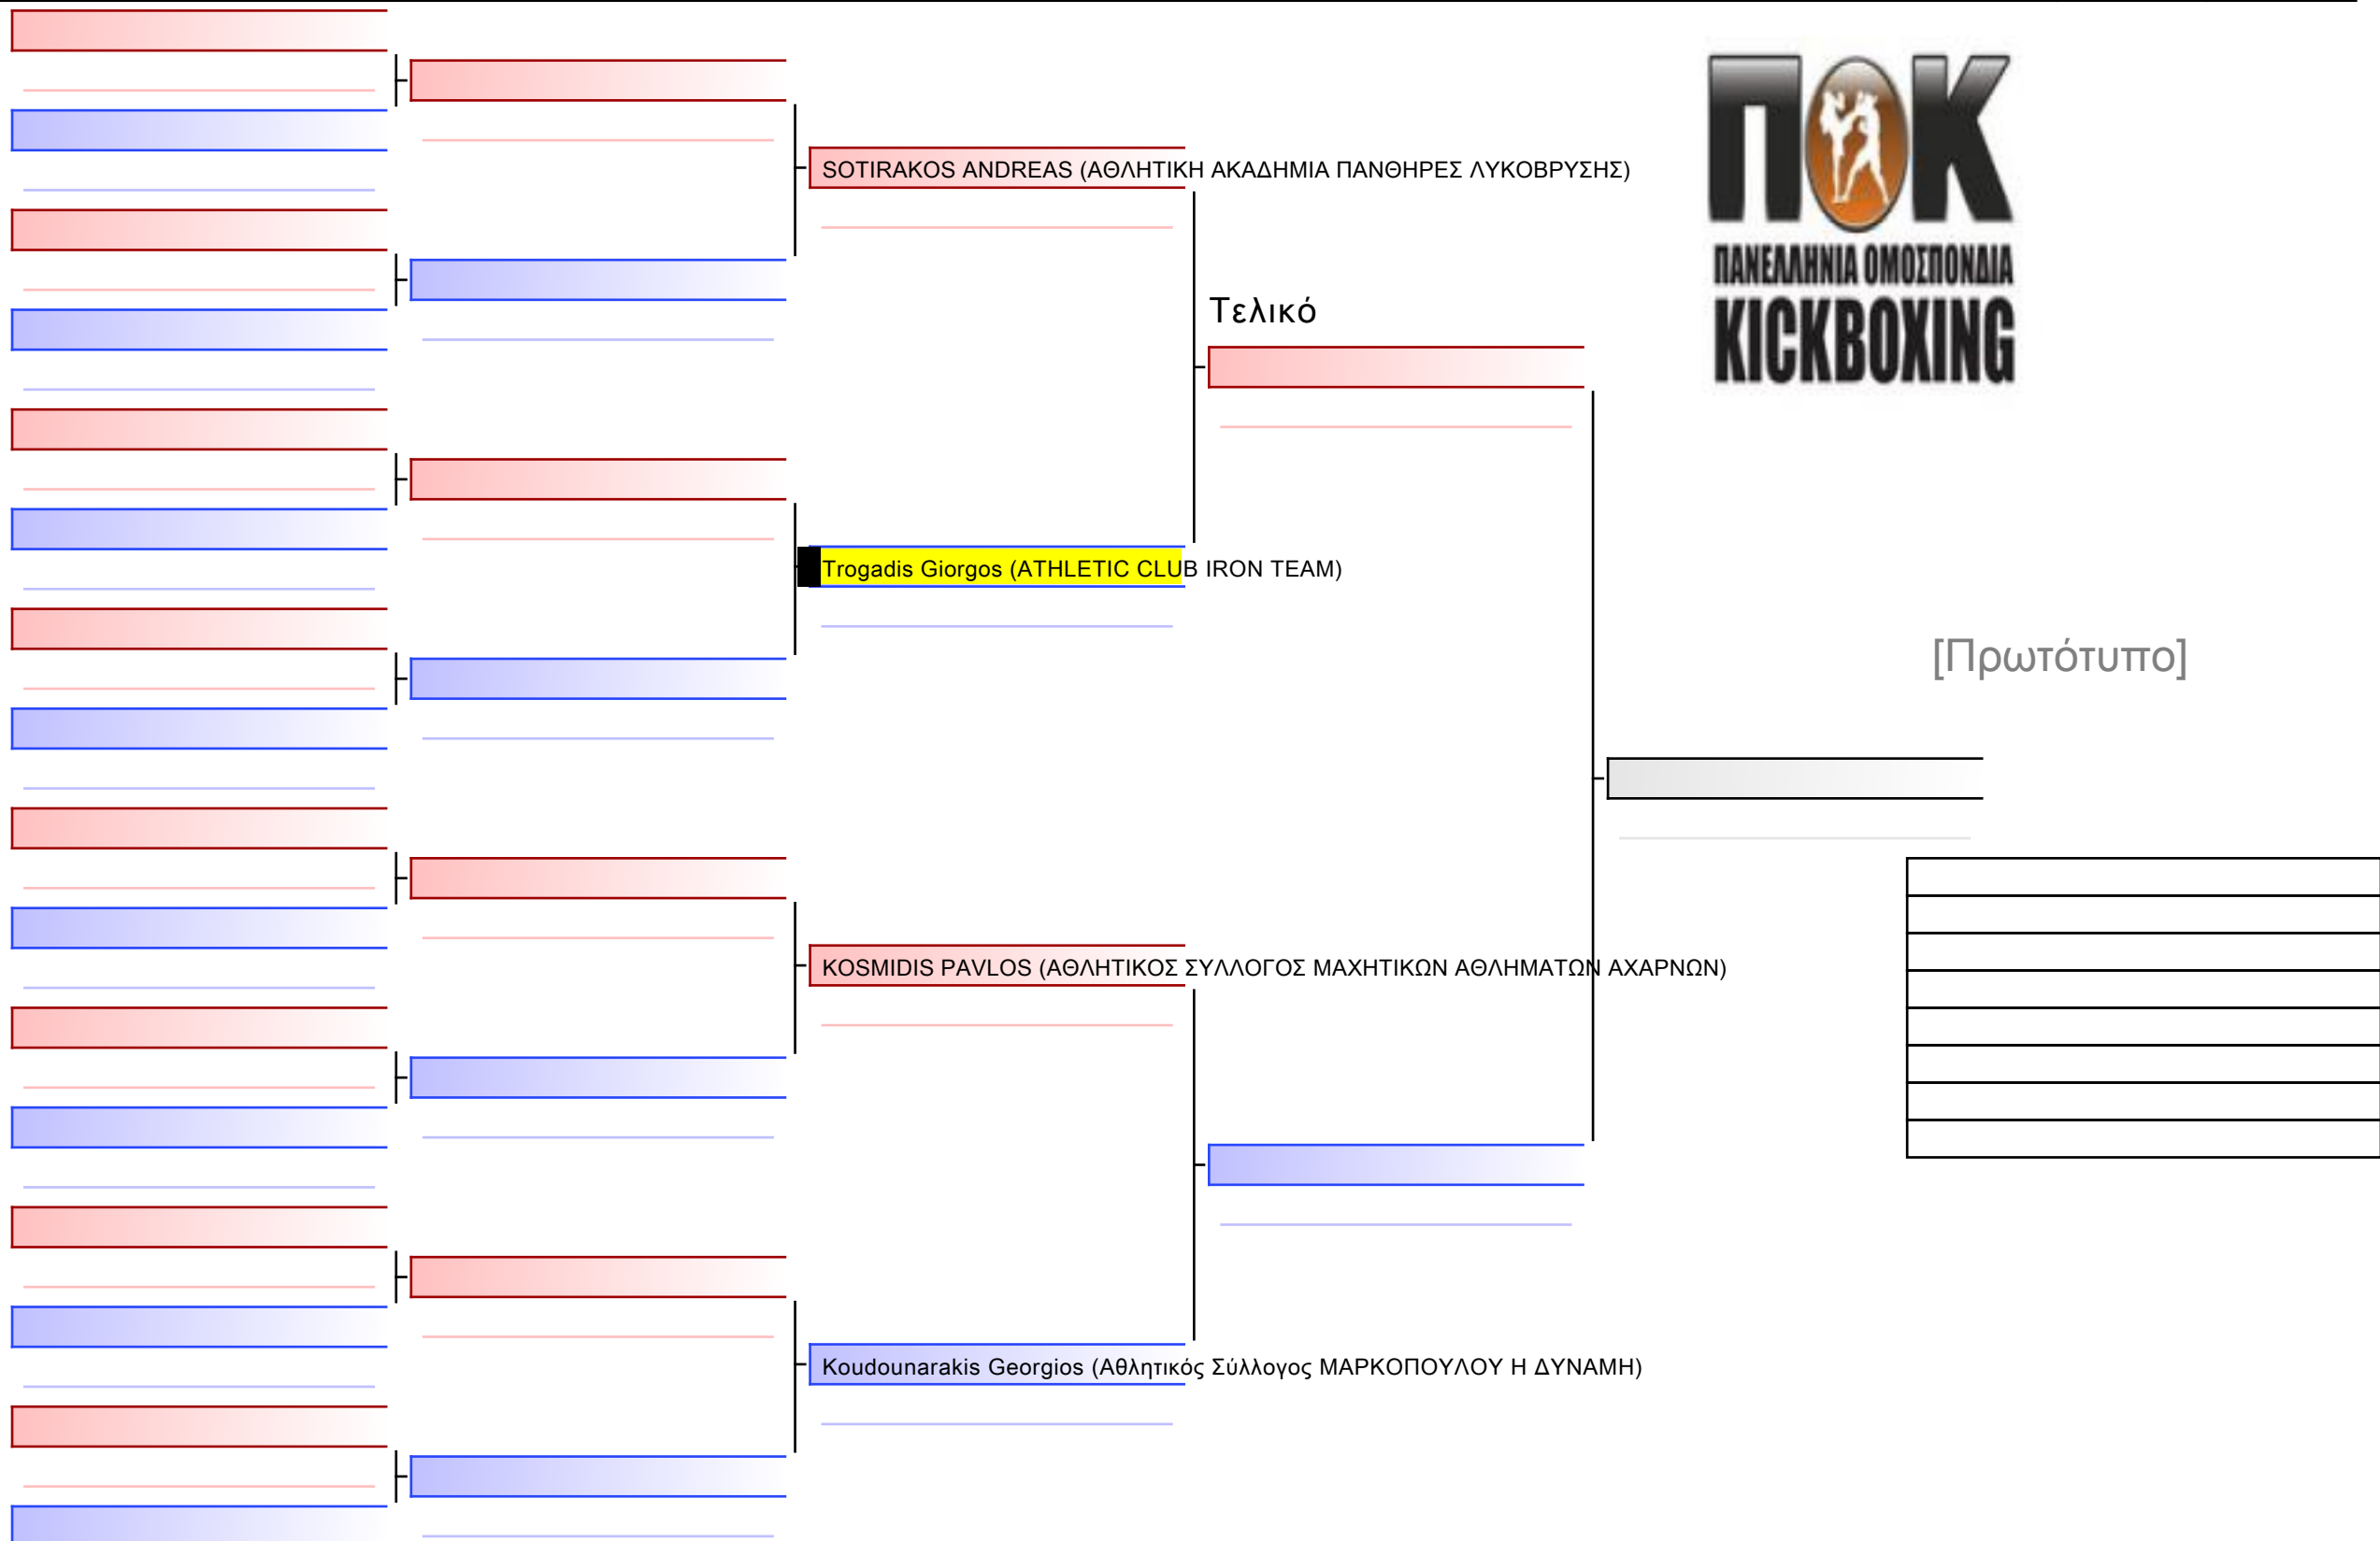 SOTIRAKOS ANDREAS (ΑΘΛΗΤΙΚΗ ΑΚΑΔΗΜΙΑ ΠΑΝΘΗΡΕΣ ΛΥΚΟΒΡΥΣΗΣ)
ΠΟΚ
ΠΑΝΕΛΛΗΝΙΑ ΟΜΟΣΠΟΝΔΙΑ
KICKBOXING
Τελικό
Trogadis Giorgos (ATHLETIC CLUB IRON TEAM)
[Πρωτότυπο]
KOSMIDIS PAVLOS (ΑΘΛΗΤΙΚΟΣ ΣΥΛΛΟΓΟΣ ΜΑΧΗΤΙΚΩΝ ΑΘΛΗΜΑΤΩΝ ΑΧΑΡΝΩΝ)
Koudounarakis Georgios (Αθλητικός Σύλλογος ΜΑΡΚΟΠΟΥΛΟΥ Η ΔΥΝΑΜΗ)